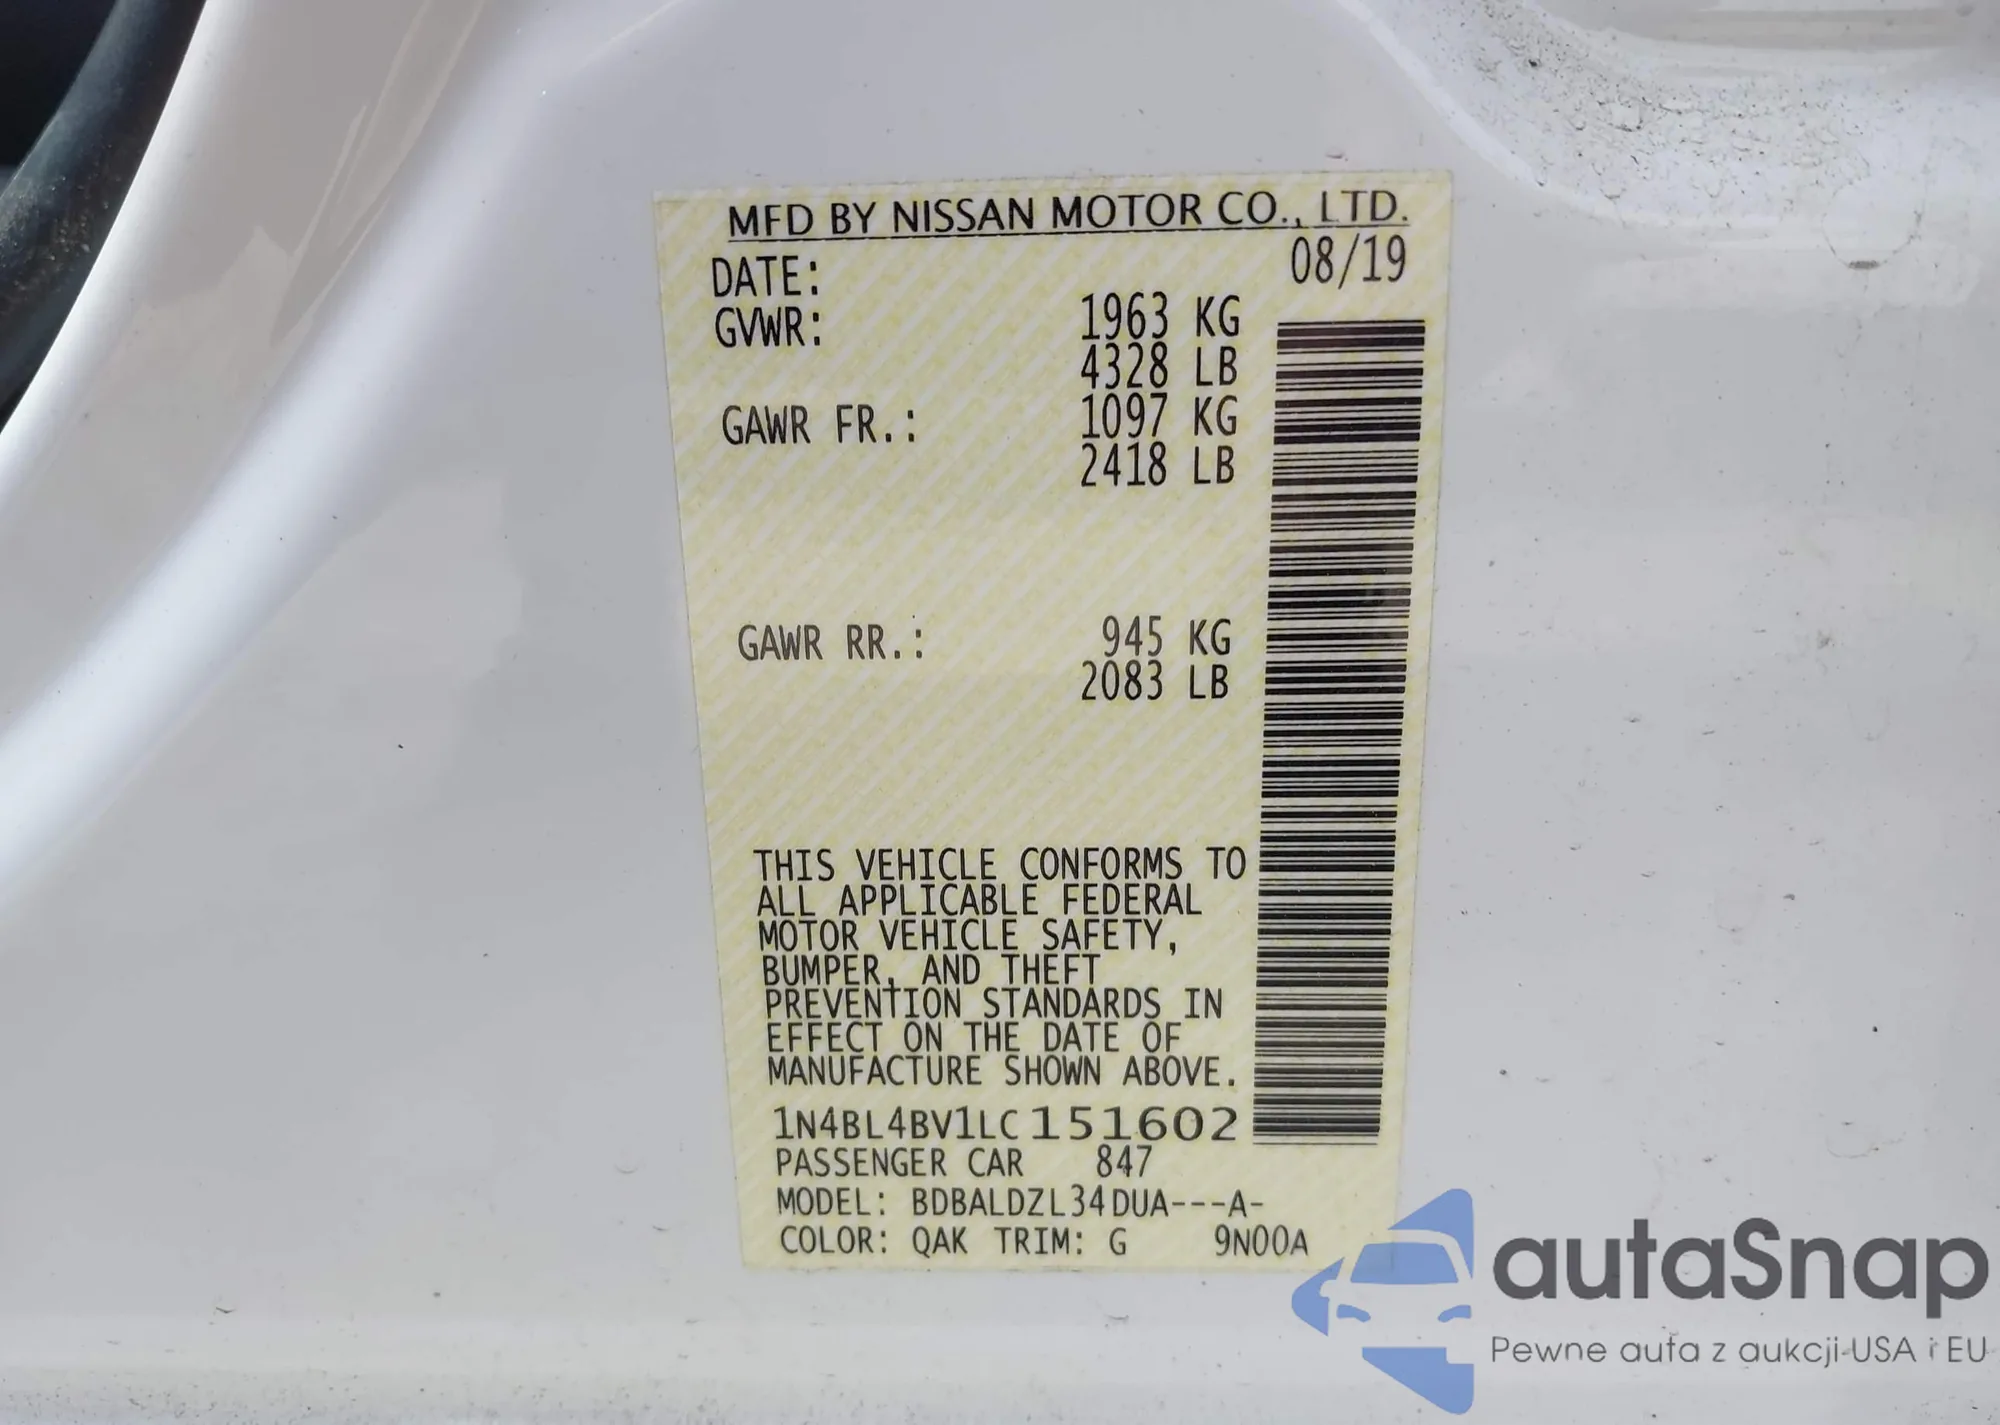 MFD BY NISSAN MOTOR CO., LTD.
DATE: 08/19
GVWR: 1963 KG
4328 LB
GAWR FR.: 1097 KG
2418 LB
GAWR RR.: 945 KG
2083 LB
THIS VEHICLE CONFORMS TO
ALL APPLICABLE FEDERAL
MOTOR VEHICLE SAFETY,
BUMPER, AND THEFT
PREVENTION STANDARDS IN
EFFECT ON THE DATE OF
MANUFACTURE SHOWN ABOVE.
1N4BL4BV1LC151602
PASSENGER CAR 847
MODEL: BDBALDZL34DUA---A-
COLOR: QAK TRIM: G 9N00A
autaSnap
Pewne auta z aukcji USA i EU